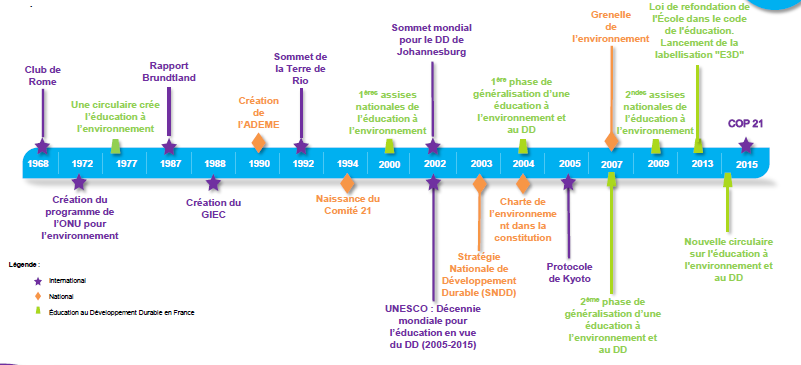 Club de
Rome
Une circulaire crée
l'éducation à
l'environnement
Rapport
Brundtland
Création
de
l'ADEME
Sommet de
la Terre de
Rio
1ères assises
nationales de
l'éducation à
l'environnement
Sommet mondial
pour le DD de
Johannesburg
1ère phase de
généralisation d'une
éducation à
l'environnement et
au DD
Grenelle
de
l'environnement
2ndes assises
nationales de
l'éducation à
l'environnement
Loi de refondation de
l'École dans le code
de l'éducation.
Lancement de la
labellisation "E3D"
COP 21
1968 1972 1977 1987 1988 1990 1992 1994 2000 2002 2003 2004 2005 2007 2009 2013 2015
Création du
programme de
l'ONU pour
l'environnement
Création du
GIEC
Naissance du
Comité 21
UNESCO : Décennie
mondiale pour
l'éducation en vue
du DD (2005-2015)
Stratégie
Nationale de
Développement
Durable (SNDD)
Charte de
l'environneme
nt dans la
constitution
Protocole
de Kyoto
2ème phase de
généralisation d'une
éducation à
l'environnement et
au DD
Nouvelle circulaire
sur l'éducation à
l'environnement et
au DD
Légende :
International
National
Éducation au Développement Durable en France